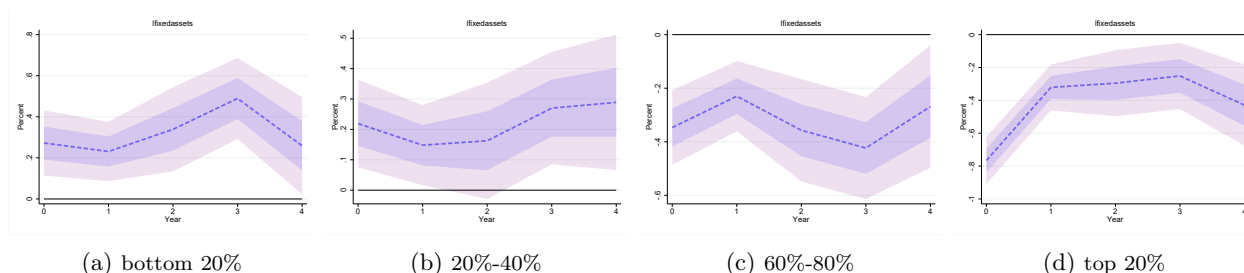 lfixedassets
Percent
0 .2 .4 .6 .8
0 1 2 3 4
Year
(a) bottom 20%
lfixedassets
Percent
0 .1 .2 .3 .4 .5
0 1 2 3 4
Year
(b) 20%-40%
lfixedassets
Percent
-.6 -.4 -.2 0
0 1 2 3 4
Year
(c) 60%-80%
lfixedassets
Percent
-1 -.8 -.6 -.4 -.2 0
0 1 2 3 4
Year
(d) top 20%